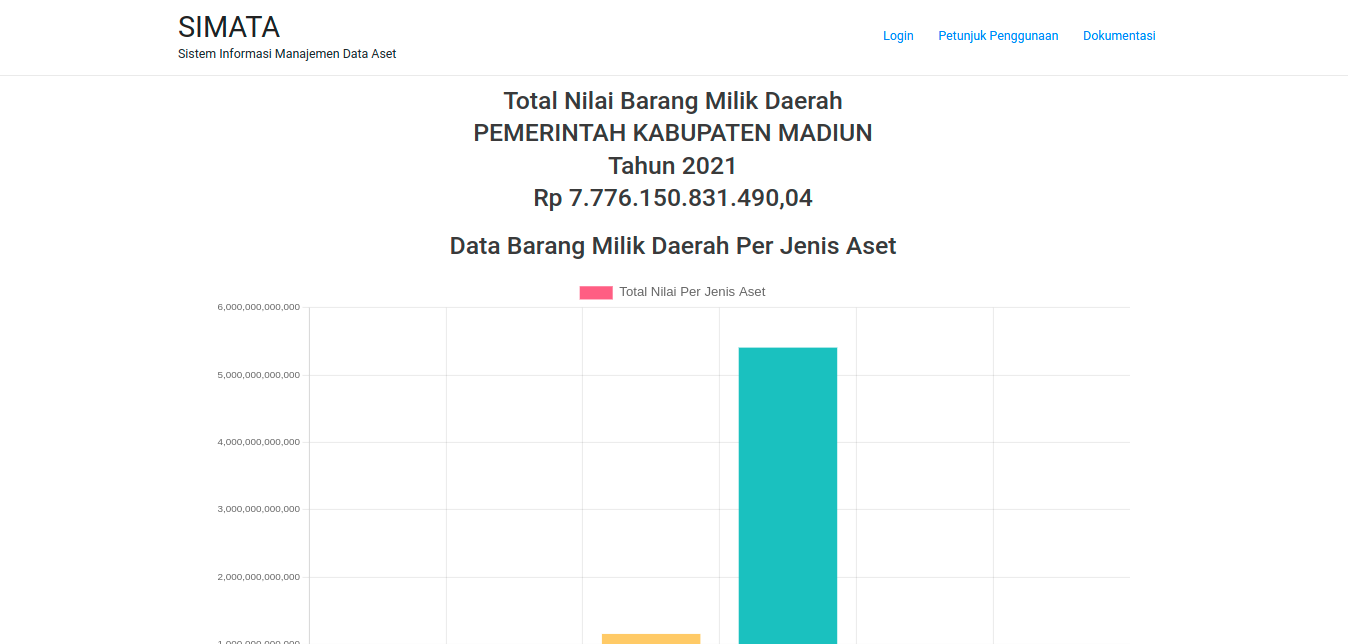 SIMATA
Sistem Informasi Manajemen Data Aset
Login Petunjuk Penggunaan Dokumentasi
Total Nilai Barang Milik Daerah
PEMERINTAH KABUPATEN MADIUN
Tahun 2021
Rp 7.776.150.831.490,04
Data Barang Milik Daerah Per Jenis Aset
Total Nilai Per Jenis Aset
6,000,000,000,000
5,000,000,000,000
4,000,000,000,000
3,000,000,000,000
2,000,000,000,000
1,000,000,000,000